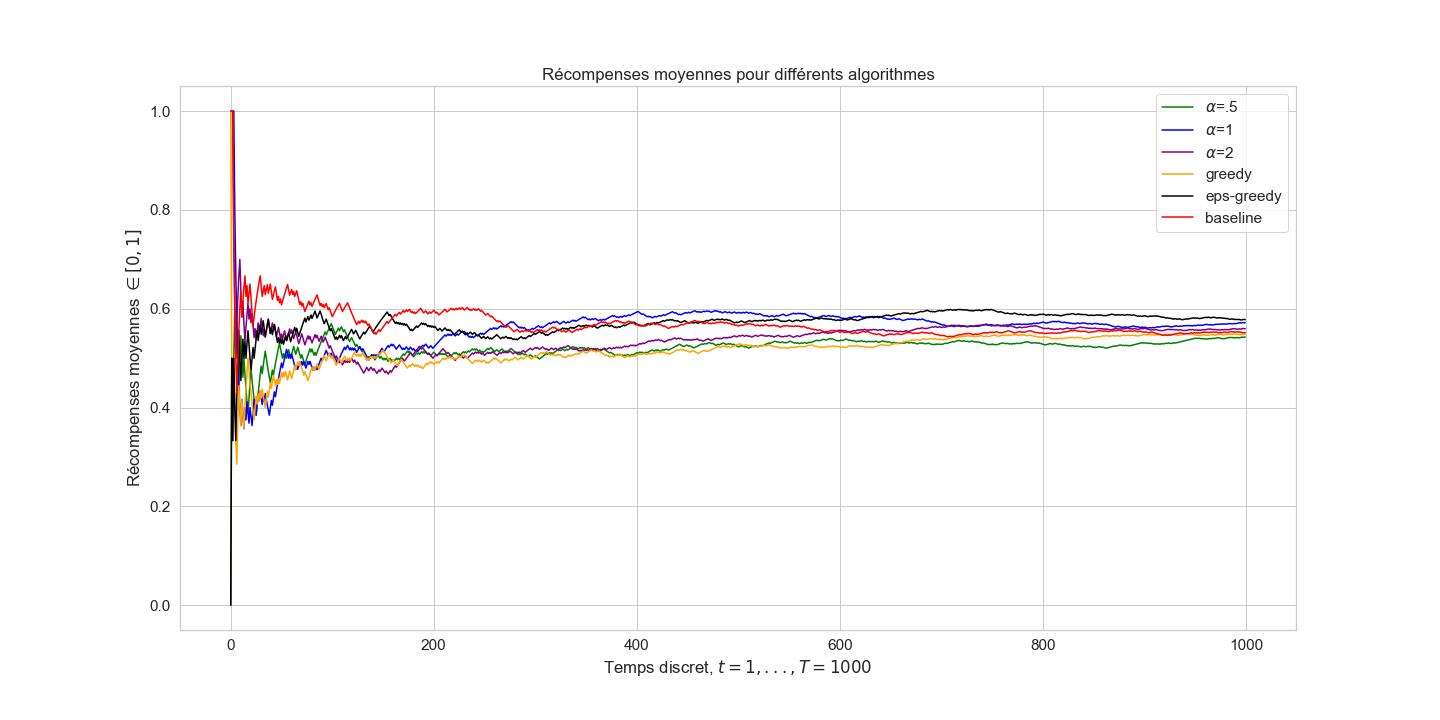 Récompenses moyennes pour différents algorithmes
α=.5
α=1
α=2
greedy
eps-greedy
baseline
Récompenses moyennes ∈ [0, 1]
1.0
0.8
0.6
0.4
0.2
0.0
0 200 400 600 800 1000
Temps discret, t = 1, . . . , T = 1000